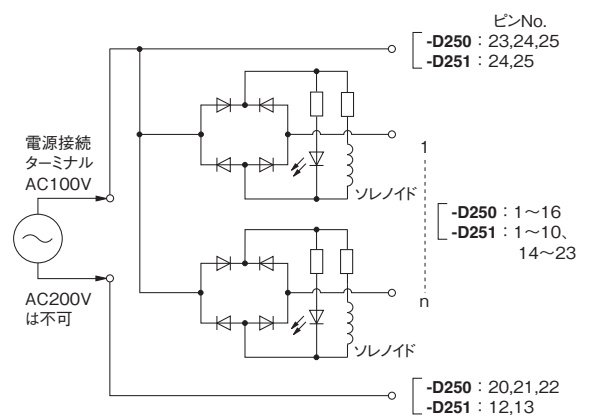 ピンNo.
-D250：23,24,25
-D251：24,25
電源接続
ターミナル
AC100V
1
ソレノイド
-D250：1～16
-D251：1～10、
14～23
AC200V
は不可
n
ソレノイド
-D250：20,21,22
-D251：12,13